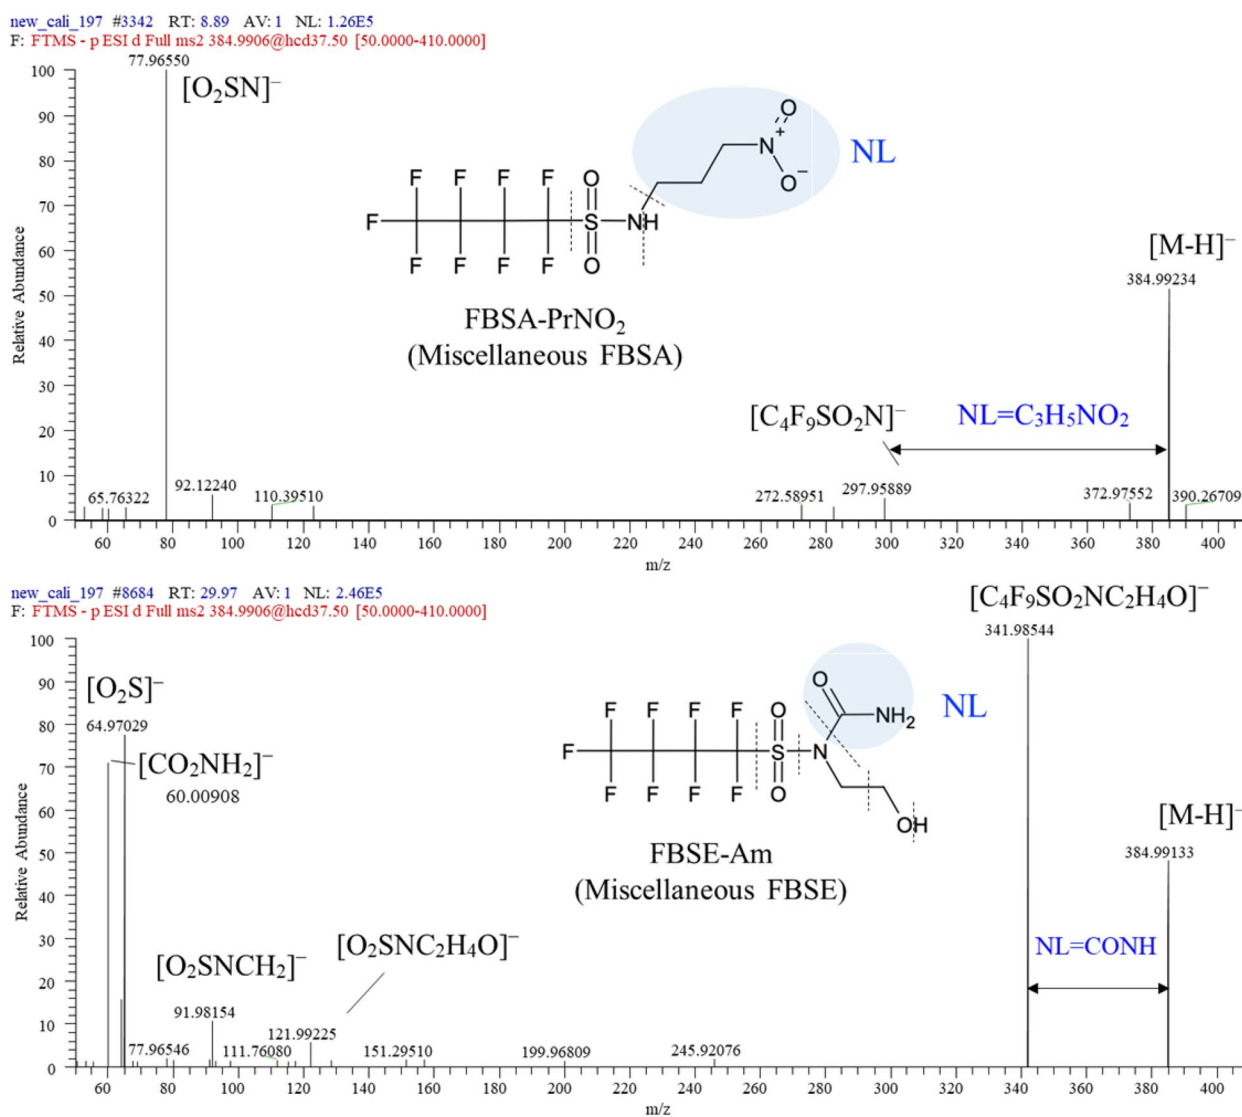 new_cali_197 #3342 RT: 8.89 AV: 1 NL: 1.26E5
F: FTMS - p ESI d Full ms2 384.9906@hcd37.50 [50.0000-410.0000]
77.96550
[O₂SN]⁻
O
N⁺
O⁻
NL
F F F F O
F S NH
F F F F O
FBSA-PrNO₂
(Miscellaneous FBSA)
[M-H]⁻
384.99234
[C₄F₉SO₂N]⁻
NL=C₃H₅NO₂
65.76322 92.12240 110.39510 272.58951 297.95889 372.97552 390.26709
100
90
80
70
60
50
40
30
20
10
0
Relative Abundance
60 80 100 120 140 160 180 200 220 240 260 280 300 320 340 360 380 400
m/z
new_cali_197 #8684 RT: 29.97 AV: 1 NL: 2.46E5
F: FTMS - p ESI d Full ms2 384.9906@hcd37.50 [50.0000-410.0000]
[C₄F₉SO₂NC₂H₄O]⁻
341.98544
[O₂S]⁻
64.97029
[CO₂NH₂]⁻
60.00908
O
NH₂
NL
F F F F O
F S N
F F F F O
OH
FBSE-Am
(Miscellaneous FBSE)
[M-H]⁻
384.99133
NL=CONH
[O₂SNCH₂]⁻
91.98154
[O₂SNC₂H₄O]⁻
121.99225
77.96546 111.76080 151.29510 199.96809 245.92076
100
90
80
70
60
50
40
30
20
10
0
Relative Abundance
60 80 100 120 140 160 180 200 220 240 260 280 300 320 340 360 380 400
m/z